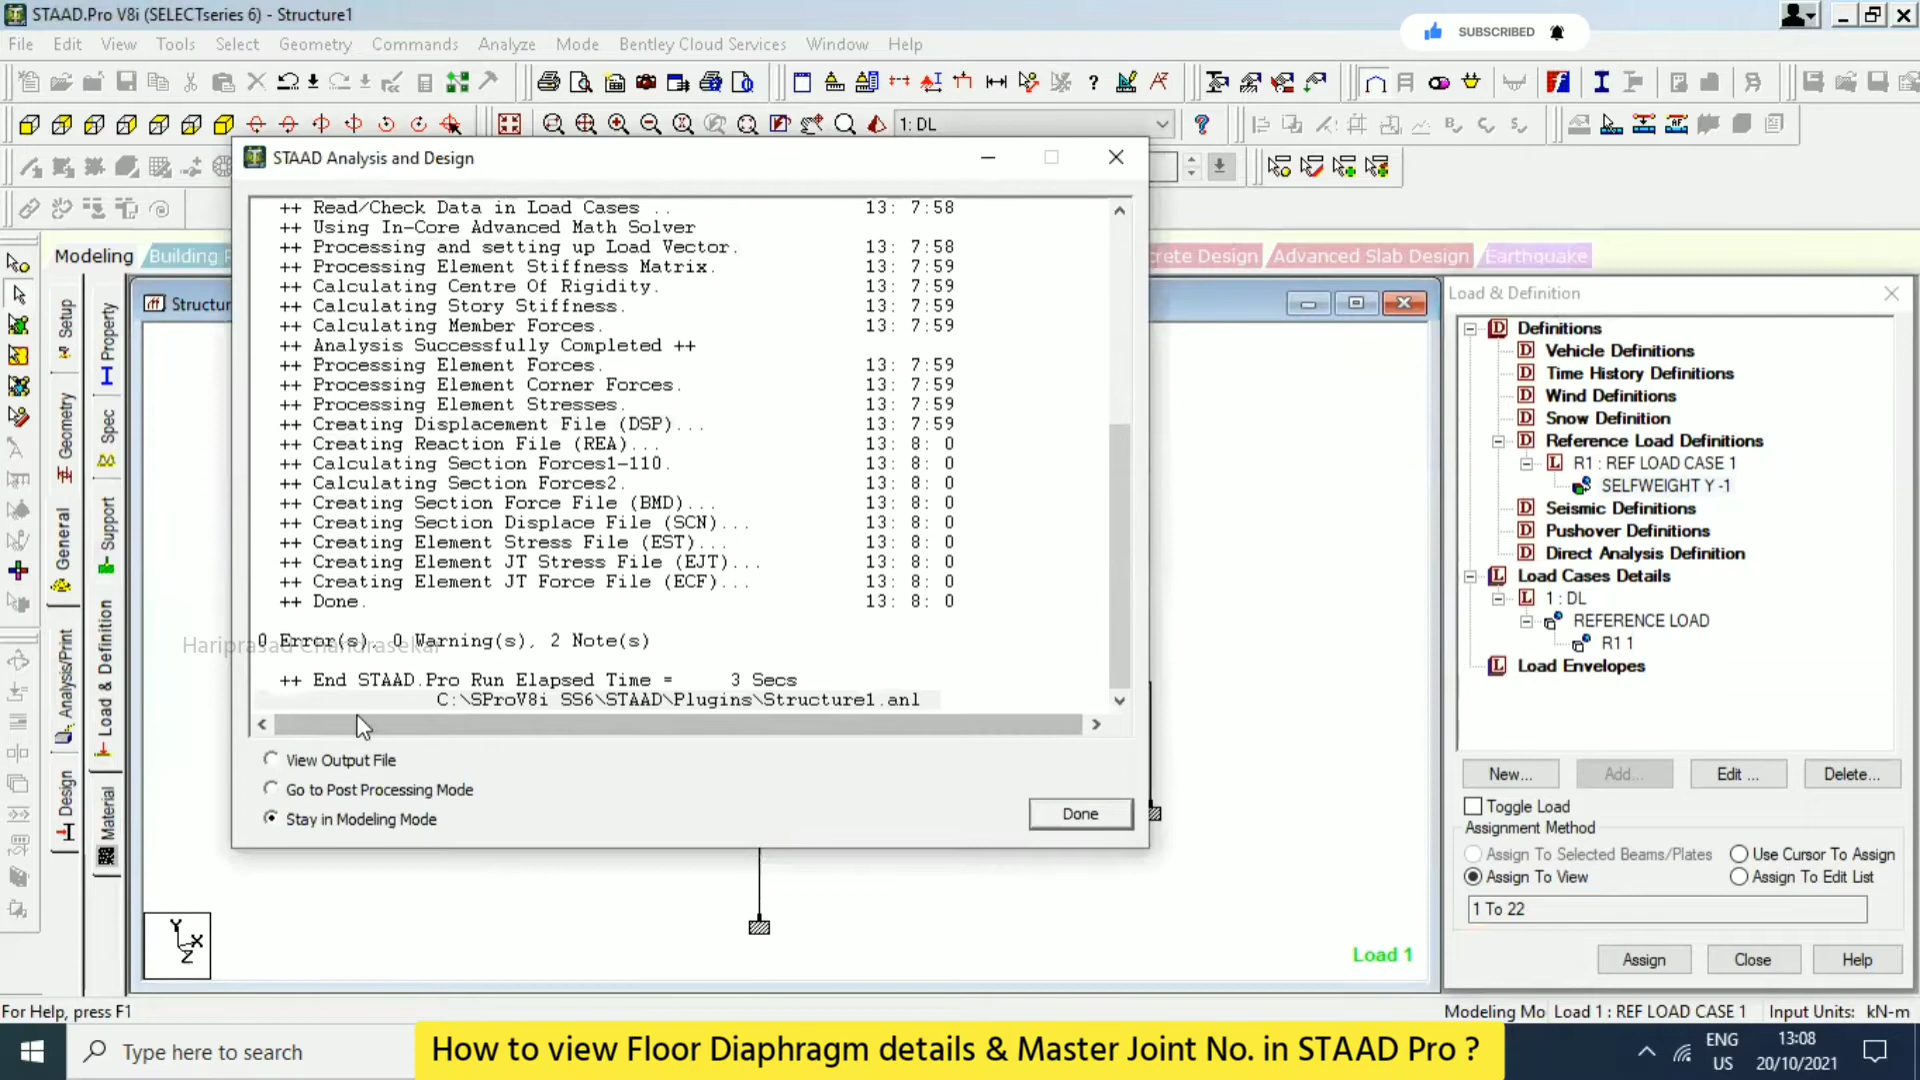 STAAD.Pro V8i (SELECTseries 6) - Structure1
SUBSCRIBED
File Edit View Tools Select Geometry Commands Analyze Mode Bentley Cloud Services Window Help
1: DL
STAAD Analysis and Design
++ Read/Check Data in Load Cases .. 13: 7:58
++ Using In-Core Advanced Math Solver
++ Processing and setting up Load Vector. 13: 7:58
++ Processing Element Stiffness Matrix. 13: 7:59
++ Calculating Centre Of Rigidity. 13: 7:59
++ Calculating Story Stiffness. 13: 7:59
++ Calculating Member Forces. 13: 7:59
++ Analysis Successfully Completed ++
++ Processing Element Forces. 13: 7:59
++ Processing Element Corner Forces. 13: 7:59
++ Processing Element Stresses. 13: 7:59
++ Creating Displacement File (DSP)... 13: 7:59
++ Creating Reaction File (REA)... 13: 8: 0
++ Calculating Section Forces1-110. 13: 8: 0
++ Calculating Section Forces2. 13: 8: 0
++ Creating Section Force File (BMD)... 13: 8: 0
++ Creating Section Displace File (SCN)... 13: 8: 0
++ Creating Element Stress File (EST)... 13: 8: 0
++ Creating Element JT Stress File (EJT)... 13: 8: 0
++ Creating Element JT Force File (ECF)... 13: 8: 0
++ Done. 13: 8: 0
0 Error(s), 0 Warning(s), 2 Note(s)
Hariprasad Chandrasekar
++ End STAAD.Pro Run Elapsed Time = 3 Secs
C:\SProV8i SS6\STAAD\Plugins\Structure1.anl
View Output File
Go to Post Processing Mode
Stay in Modeling Mode
Done
Modeling
Building
crete Design
Advanced Slab Design
Earthquake
Structur
Setup
Geometry
General
Analysis/Print
Design
Property
Spec
Support
Load & Definition
Material
Y
X
Z
Load 1
Load & Definition
Definitions
Vehicle Definitions
Time History Definitions
Wind Definitions
Snow Definition
Reference Load Definitions
R1 : REF LOAD CASE 1
SELFWEIGHT Y -1
Seismic Definitions
Pushover Definitions
Direct Analysis Definition
Load Cases Details
1 : DL
REFERENCE LOAD
R1 1
Load Envelopes
New... Add... Edit ... Delete...
Toggle Load
Assignment Method
Assign To Selected Beams/Plates Use Cursor To Assign
Assign To View Assign To Edit List
1 To 22
Assign Close Help
For Help, press F1
Modeling Mo Load 1 : REF LOAD CASE 1 Input Units: kN-m
Type here to search
How to view Floor Diaphragm details & Master Joint No. in STAAD Pro ?
ENG
US
13:08
20/10/2021